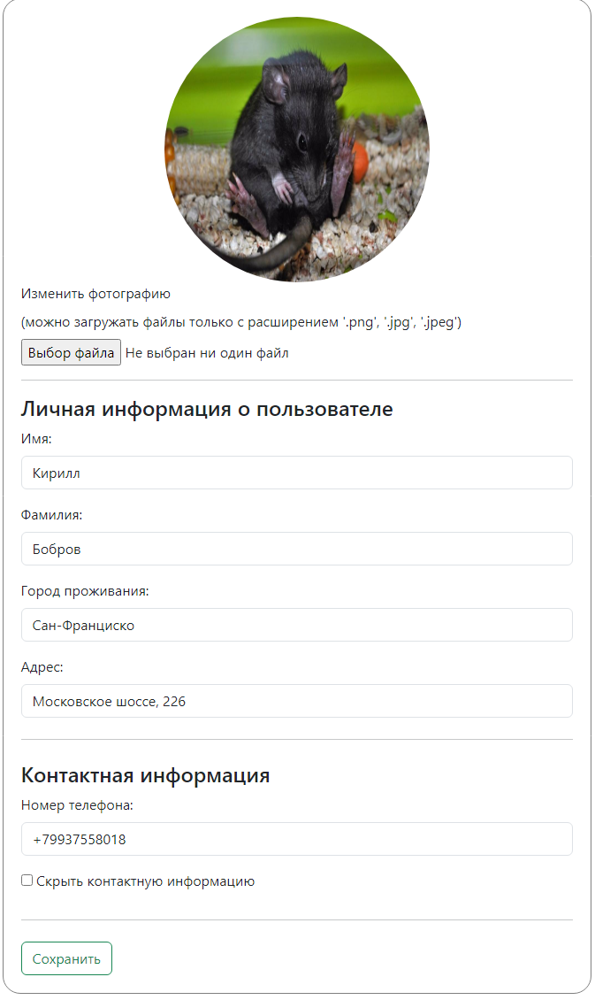 Изменить фотографию
(можно загружать файлы только с расширением '.png', '.jpg', '.jpeg')
Выбор файла Не выбран ни один файл
Личная информация о пользователе
Имя:
Кирилл
Фамилия:
Бобров
Город проживания:
Сан-Франциско
Адрес:
Московское шоссе, 226
Контактная информация
Номер телефона:
+79937558018
Скрыть контактную информацию
Сохранить